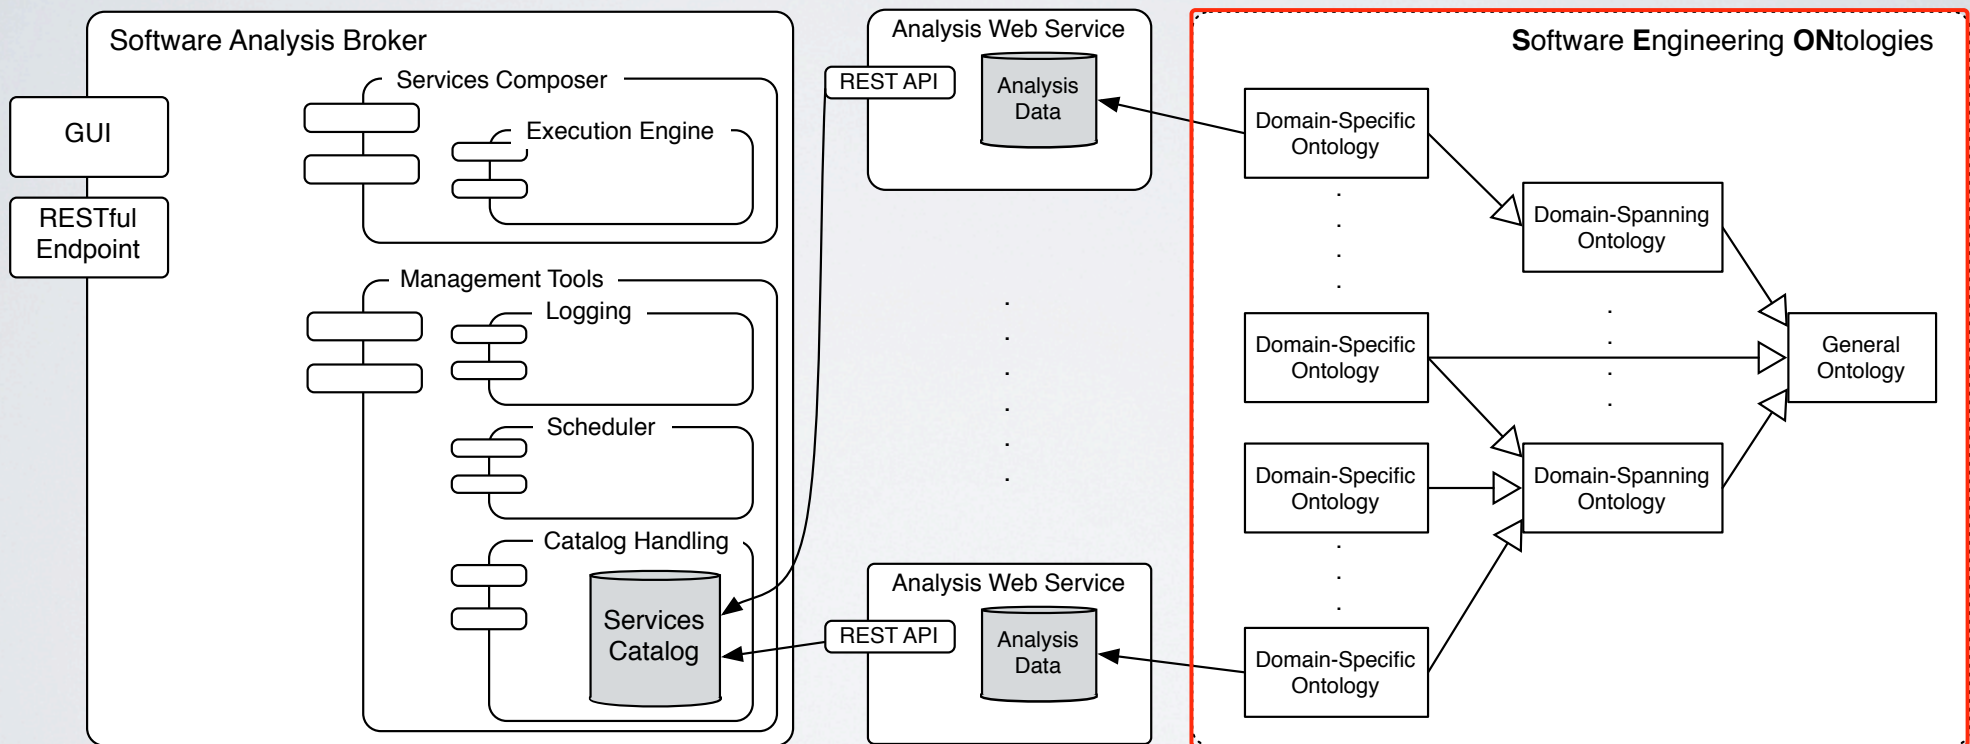 Software Analysis Broker
GUI
RESTful
Endpoint
Services Composer
Execution Engine
Management Tools
Logging
Scheduler
Catalog Handling
Services
Catalog
Analysis Web Service
REST API
Analysis
Data
Analysis Web Service
REST API
Analysis
Data
Software Engineering ONtologies
Domain-Specific
Ontology
Domain-Spanning
Ontology
Domain-Specific
Ontology
General
Ontology
Domain-Specific
Ontology
Domain-Spanning
Ontology
Domain-Specific
Ontology